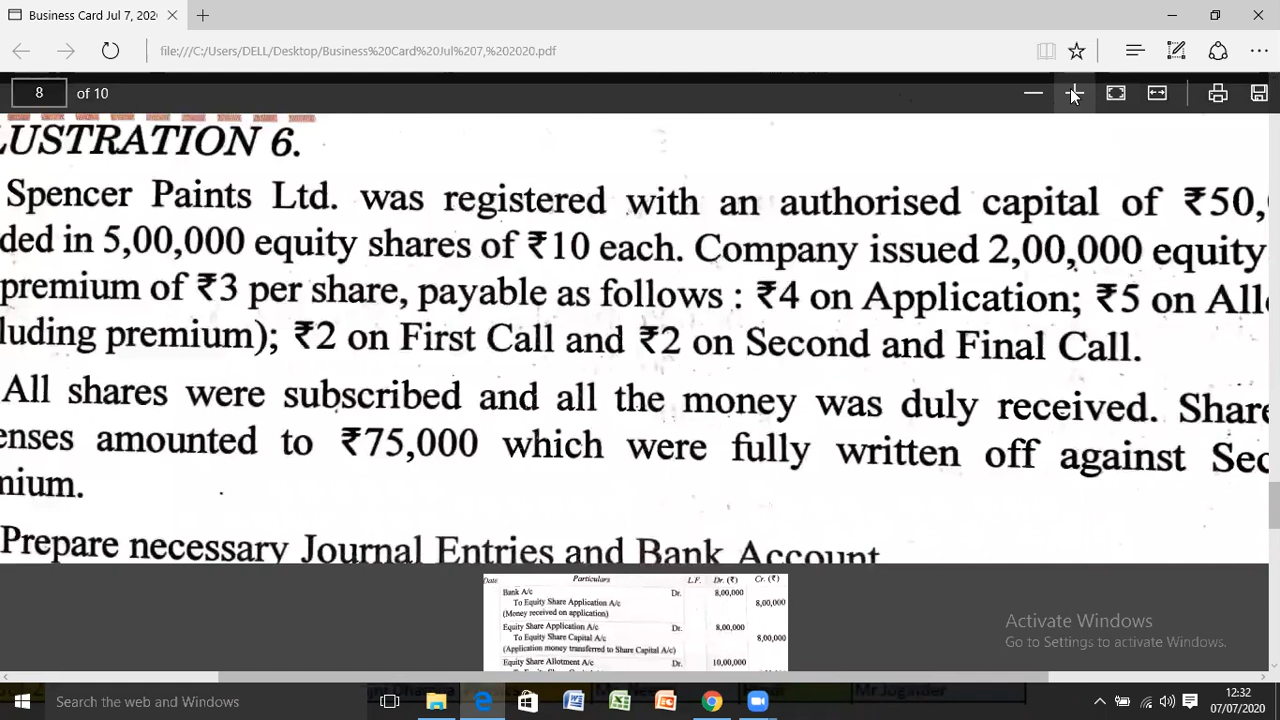 Business Card Jul 7, 202
file:///C:/Users/DELL/Desktop/Business%20Card%20Jul%207,%202020.pdf
8 of 10
LUSTRATION 6.
Spencer Paints Ltd. was registered with an authorised capital of ₹50,
ded in 5,00,000 equity shares of ₹10 each. Company issued 2,00,000 equity
premium of ₹3 per share, payable as follows : ₹4 on Application; ₹5 on All
luding premium); ₹2 on First Call and ₹2 on Second and Final Call.
All shares were subscribed and all the money was duly received. Share
enses amounted to ₹75,000 which were fully written off against Sec
mium.
Prepare necessary Journal Entries and Bank Account
Date Particulars L.F. Dr. (₹) Cr. (₹)
Bank A/c Dr. 8,00,000
To Equity Share Application A/c 8,00,000
(Money received on application)
Equity Share Application A/c Dr. 8,00,000
To Equity Share Capital A/c 8,00,000
(Application money transferred to Share Capital A/c)
Equity Share Allotment A/c Dr. 10,00,000
Activate Windows
Go to Settings to activate Windows.
Mr.Jogaider
Search the web and Windows
12:32
07/07/2020